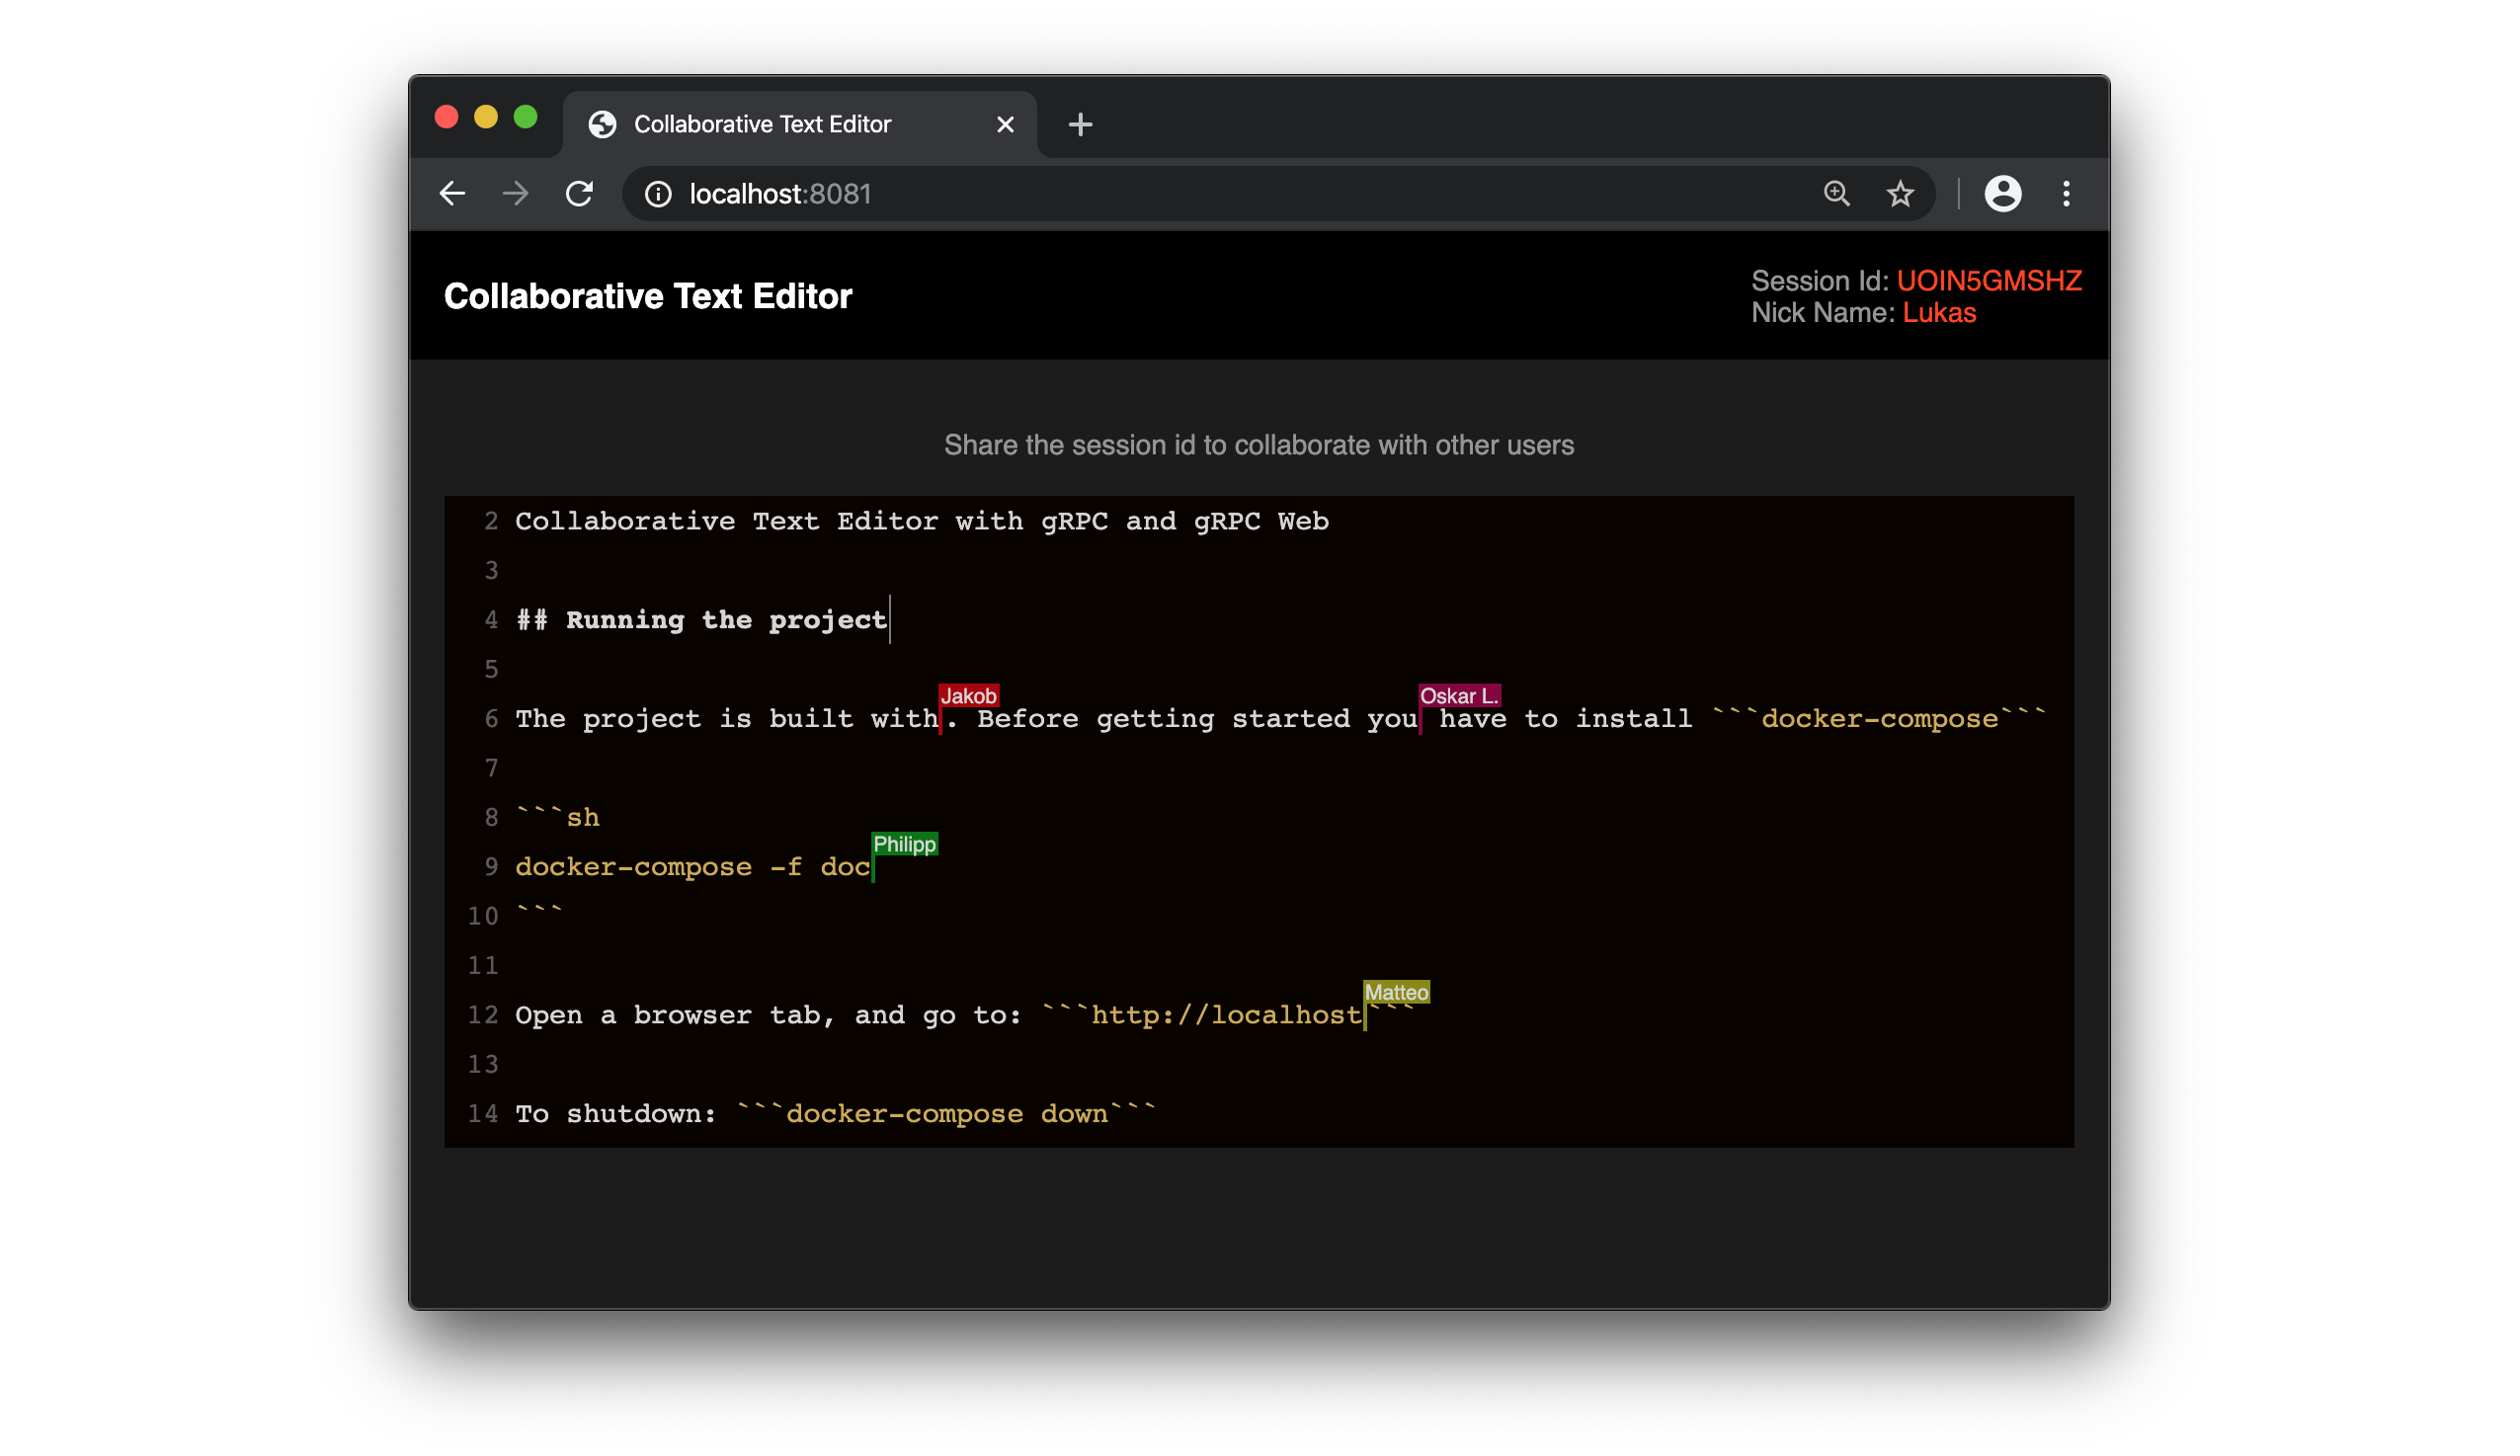 Collaborative Text Editor
localhost:8081
Collaborative Text Editor
Session Id: UOIN5GMSHZ
Nick Name: Lukas
Share the session id to collaborate with other users
2 Collaborative Text Editor with gRPC and gRPC Web
3
4 ## Running the project
5
Jakob Oskar L.
6 The project is built with. Before getting started you have to install ```docker-compose```
7
8 ```sh
Philipp
9 docker-compose -f doc
10 ```
11
Matteo
12 Open a browser tab, and go to: ```http://localhost```
13
14 To shutdown: ```docker-compose down```